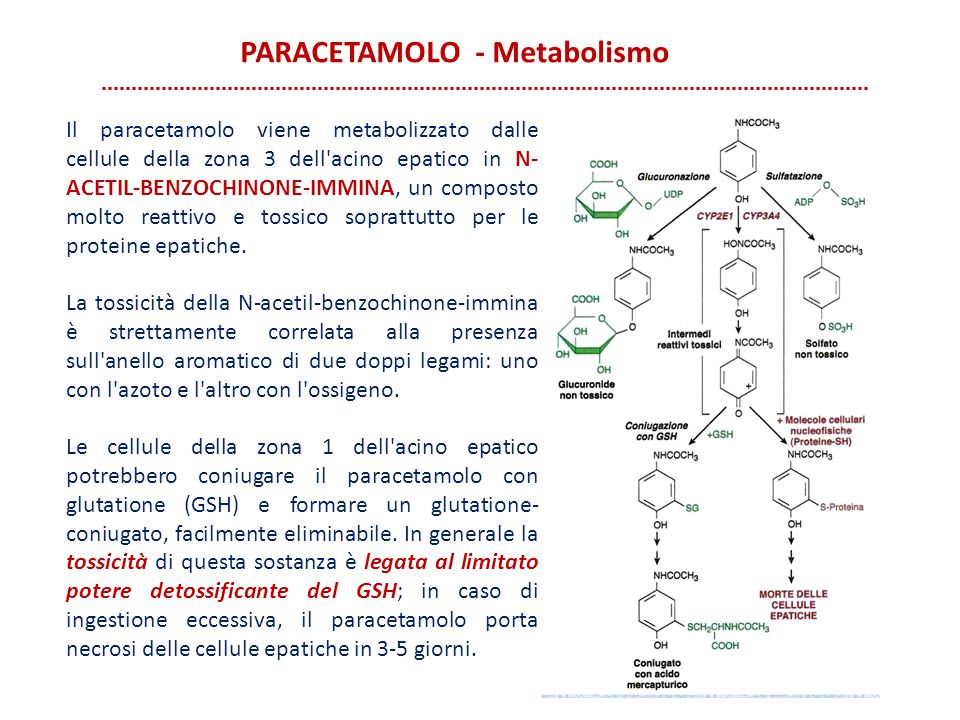 PARACETAMOLO - Metabolismo
Il paracetamolo viene metabolizzato dalle
cellule della zona 3 dell'acino epatico in N-
ACETIL-BENZOCHINONE-IMMINA, un composto
molto reattivo e tossico soprattutto per le
proteine epatiche.
La tossicità della N-acetil-benzochinone-immina
è strettamente correlata alla presenza
sull'anello aromatico di due doppi legami: uno
con l'azoto e l'altro con l'ossigeno.
Le cellule della zona 1 dell'acino epatico
potrebbero coniugare il paracetamolo con
glutatione (GSH) e formare un glutatione-
coniugato, facilmente eliminabile. In generale la
tossicità di questa sostanza è legata al limitato
potere detossificante del GSH; in caso di
ingestione eccessiva, il paracetamolo porta
necrosi delle cellule epatiche in 3-5 giorni.
NHCOCH3
OH
Glucuronazione
Sulfatazione
COOH
O
OH
HO
O
UDP
OH
ADP
O
O
SO3H
CYP2E1
CYP3A4
NHCOCH3
O
COOH
O
OH
HO
OH
Glucuronide
non tossico
HONCOCH3
OH
Intermedi
reattivi tossici
NCOCH3
+
O
NHCOCH3
O
SO3H
Solfato
non tossico
Coniugazione
con GSH
+GSH
+ Molecole cellulari
nucleofisiche
(Proteine-SH)
NHCOCH3
SG
OH
NHCOCH3
S-Proteina
OH
NHCOCH3
SCH2CHNHCOCH3
COOH
OH
Coniugato
con acido
mercapturico
MORTE DELLE
CELLULE
EPATICHE